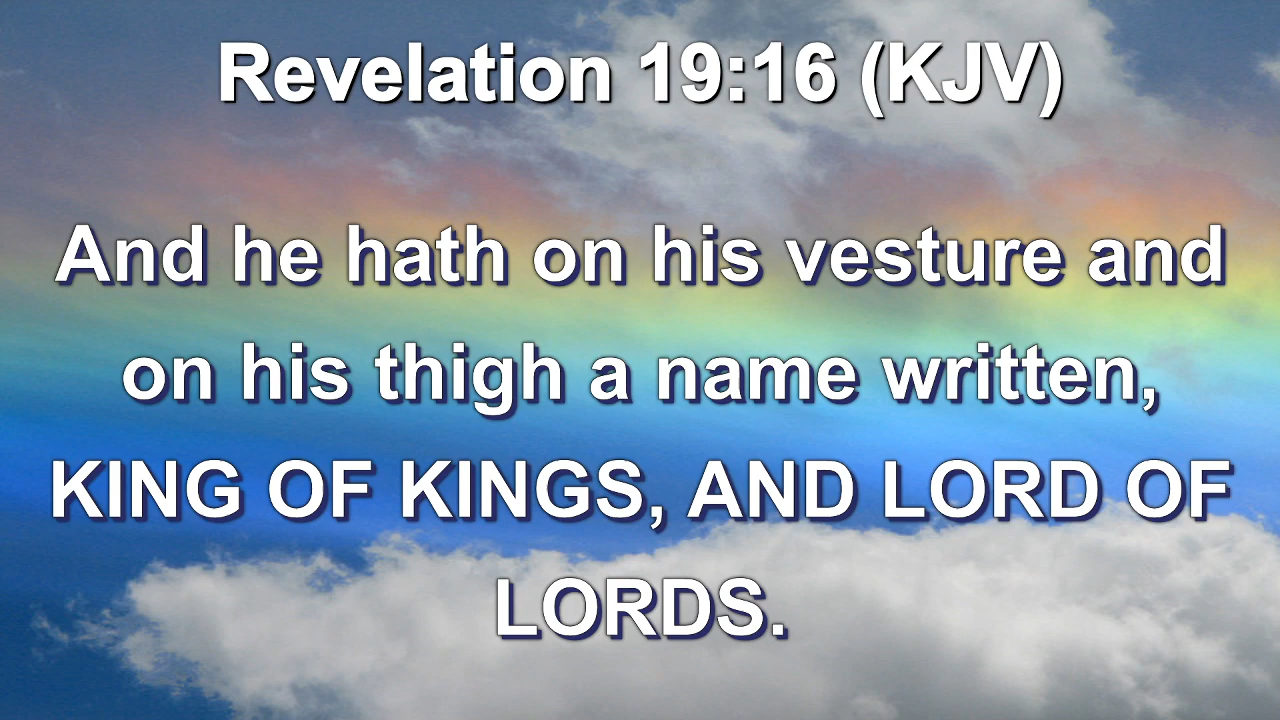 Revelation 19:16 (KJV)
And he hath on his vesture and
on his thigh a name written,
KING OF KINGS, AND LORD OF
LORDS.